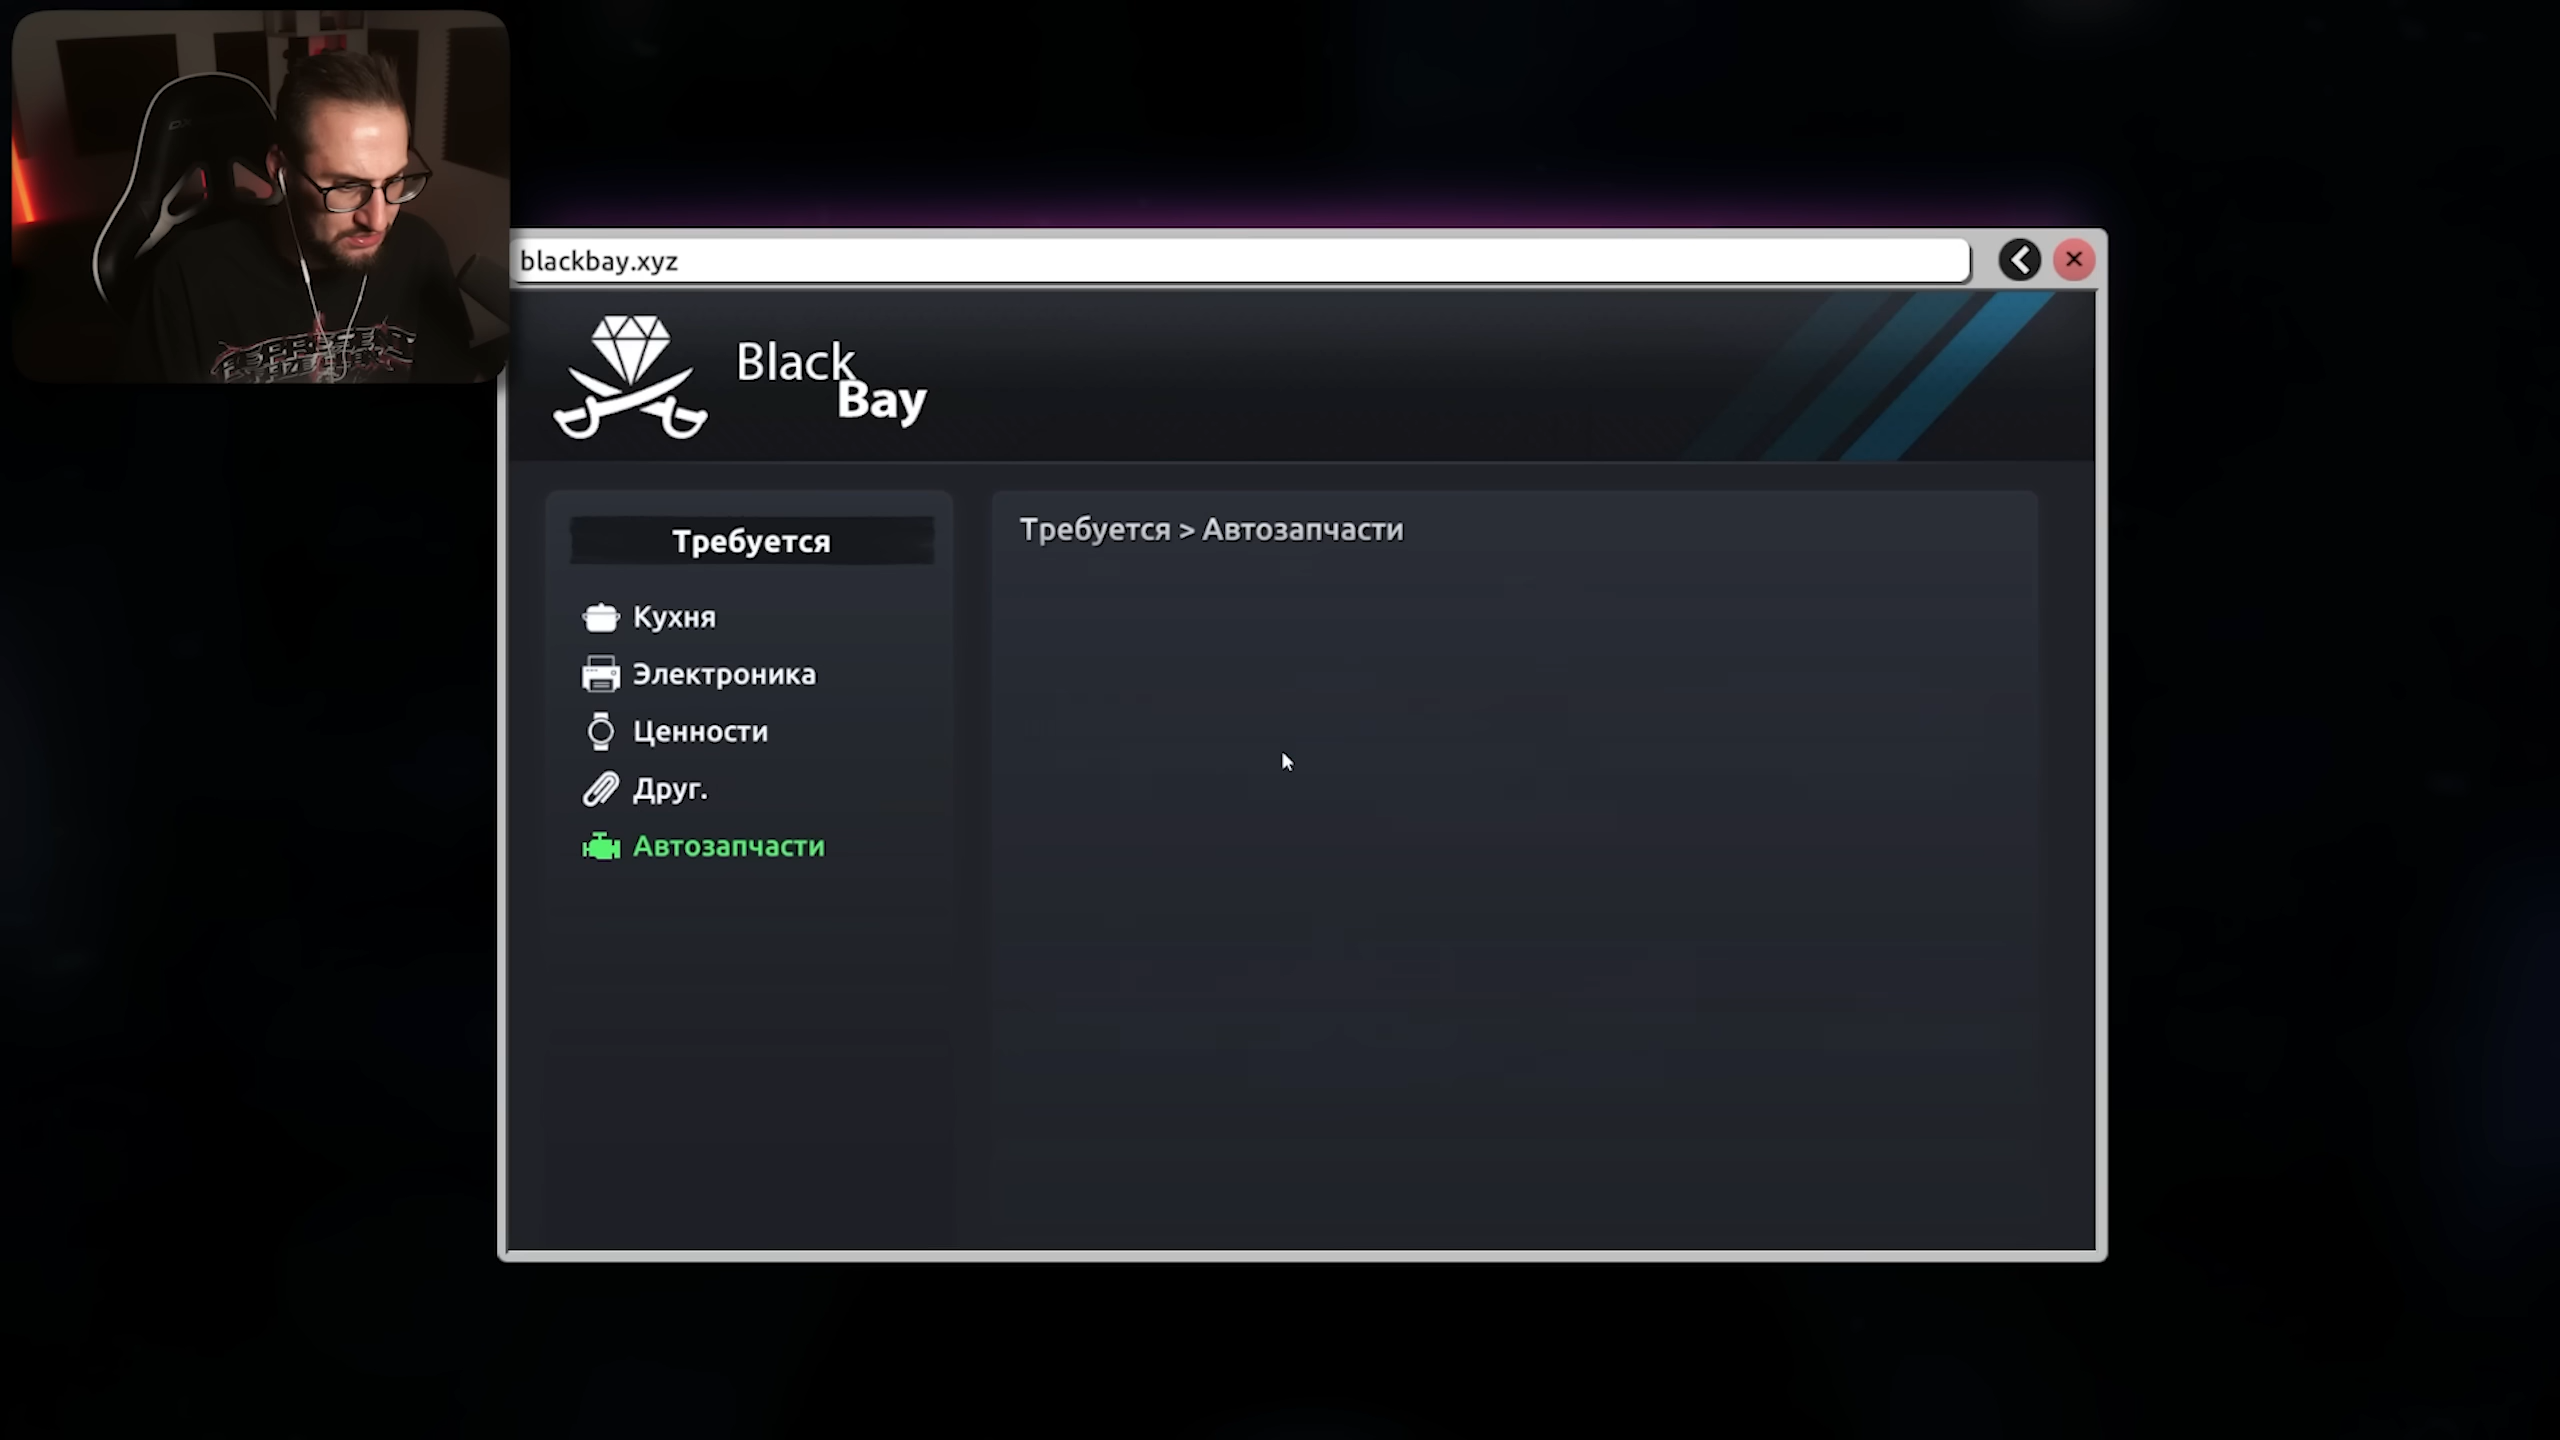 blackbay.xyz
Black
Bay
Требуется
Кухня
Электроника
Ценности
Друг.
Автозапчасти
Требуется > Автозапчасти